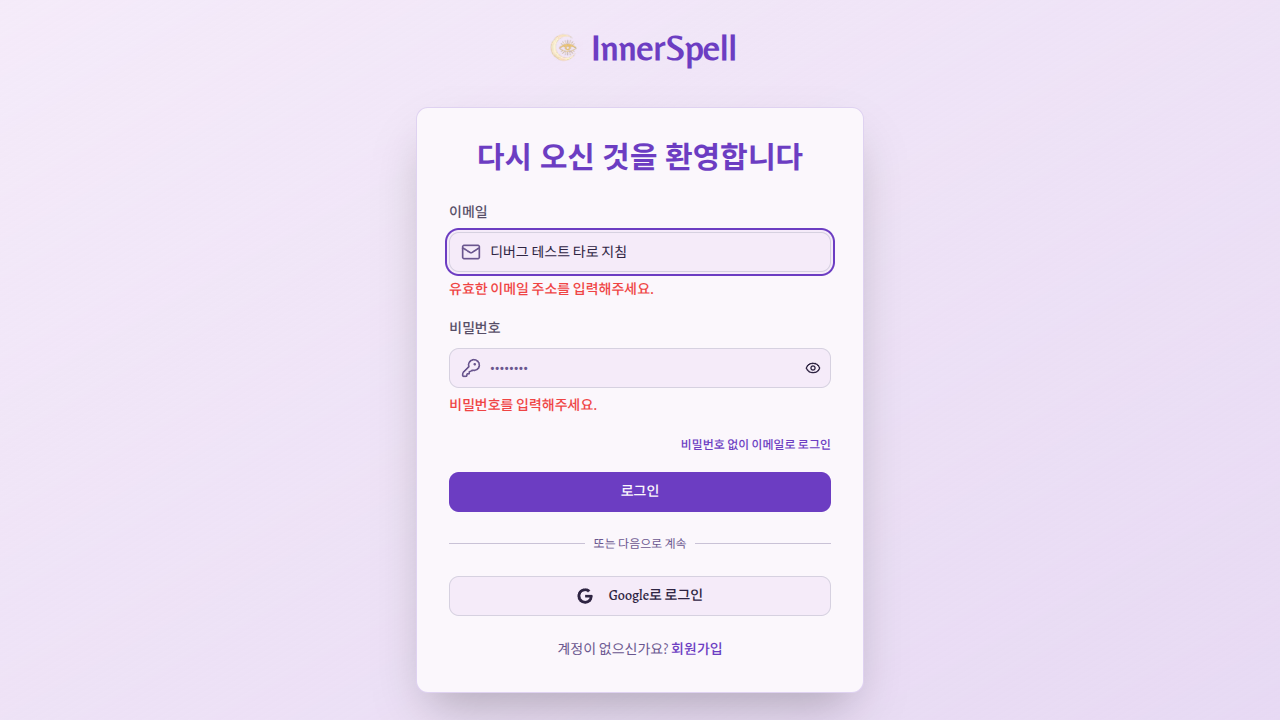 InnerSpell
다시 오신 것을 환영합니다
이메일
디버그 테스트 타로 지침
유효한 이메일 주소를 입력해주세요.
비밀번호
••••••••
비밀번호를 입력해주세요.
비밀번호 없이 이메일로 로그인
로그인
또는 다음으로 계속
Google로 로그인
계정이 없으신가요? 회원가입